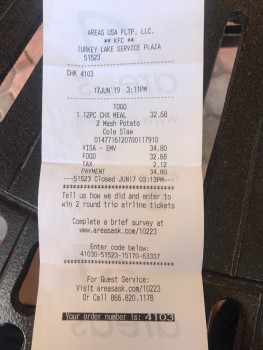 AREAS USA FLTP, LLC.
** KFC **
TURKEY LAKE SERVICE PLAZA
51523
CHK 4103
17JUN'19 3:11PM
TOGO
1 12PC CHX MEAL 32.68
2 Mash Potato
Cole Slaw
0147715120700117910
VISA - EMV 34.80
FOOD 32.68
TAX 2.12
PAYMENT 34.80
---51523 Closed JUN17 03:13PM---
Tell us how we did and enter to
win 2 round trip airline tickets
Complete a brief survey at
www.areasask.com/10223
Enter code below:
41030-51523-15170-63337
For Guest Service:
Visit areasask.com/10223
Or Call 866.820.1178
Your order number is: 4103
areas